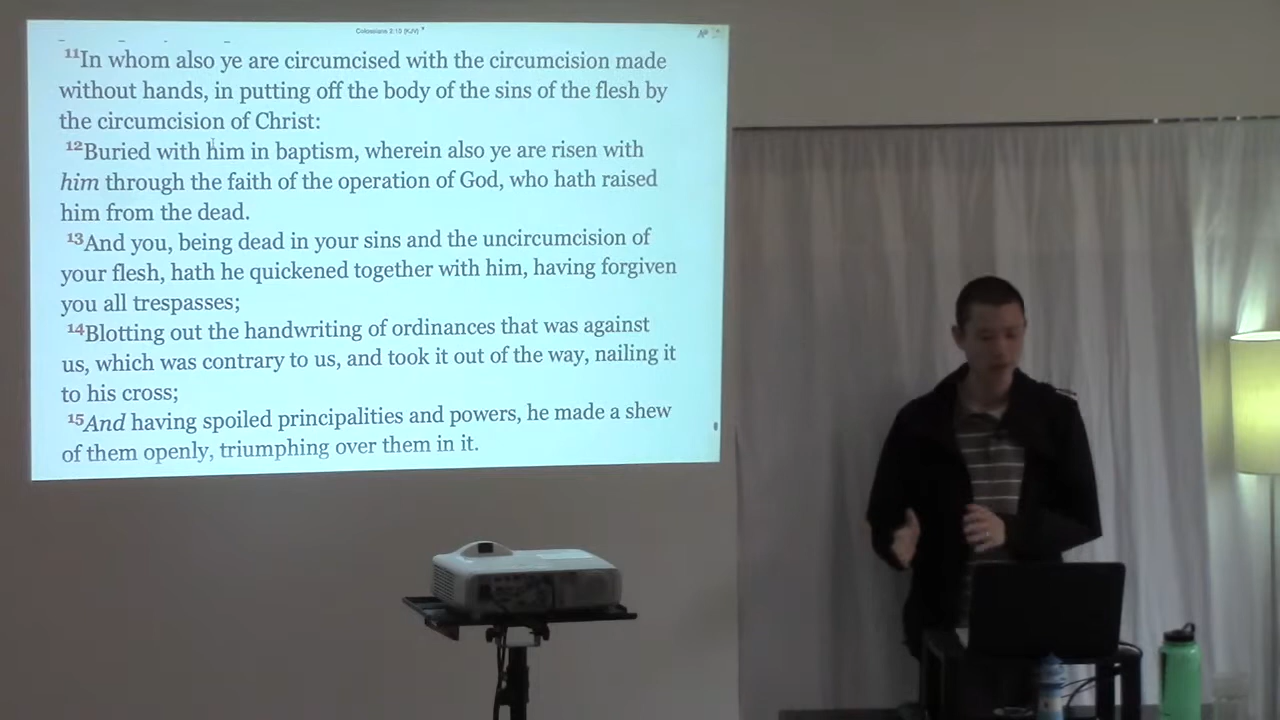 Colossians 2:10 (KJV)
11In whom also ye are circumcised with the circumcision made
without hands, in putting off the body of the sins of the flesh by
the circumcision of Christ:
12Buried with him in baptism, wherein also ye are risen with
him through the faith of the operation of God, who hath raised
him from the dead.
13And you, being dead in your sins and the uncircumcision of
your flesh, hath he quickened together with him, having forgiven
you all trespasses;
14Blotting out the handwriting of ordinances that was against
us, which was contrary to us, and took it out of the way, nailing it
to his cross;
15And having spoiled principalities and powers, he made a shew
of them openly, triumphing over them in it.